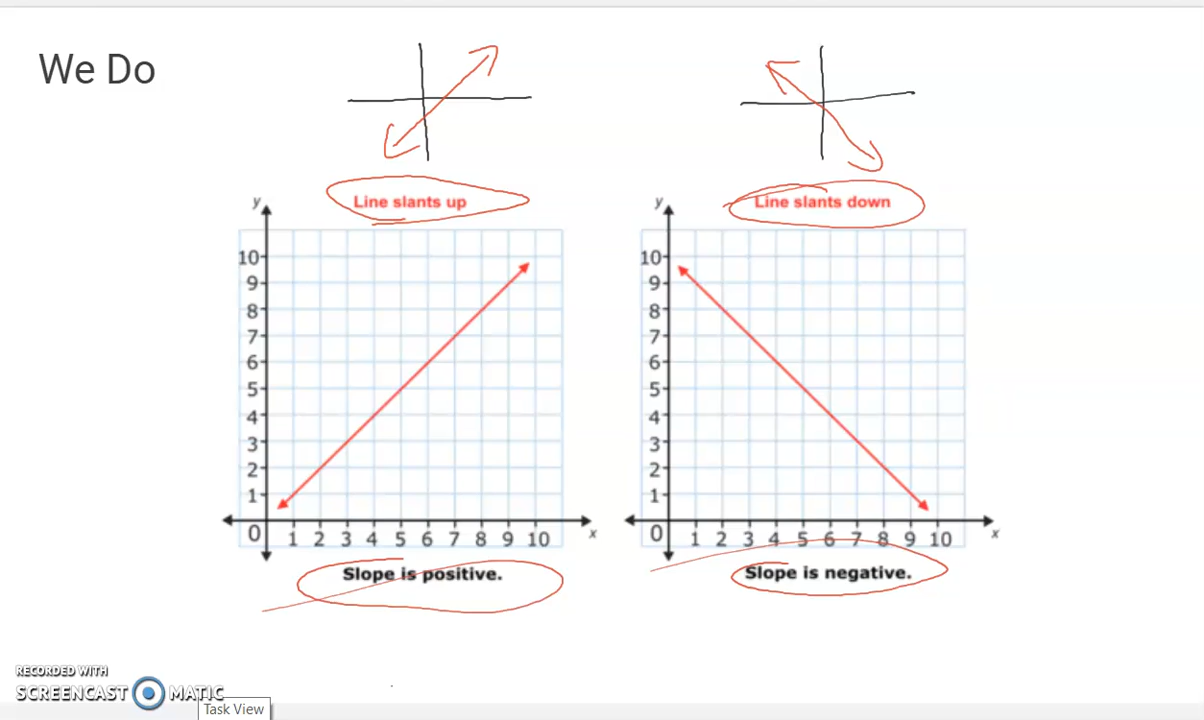 We Do
Line slants up
y
10
9
8
7
6
5
4
3
2
1
0
1 2 3 4 5 6 7 8 9 10
x
Slope is positive.
Line slants down
y
10
9
8
7
6
5
4
3
2
1
0
1 2 3 4 5 6 7 8 9 10
x
Slope is negative.
RECORDED WITH
SCREENCAST MATIC
Task View